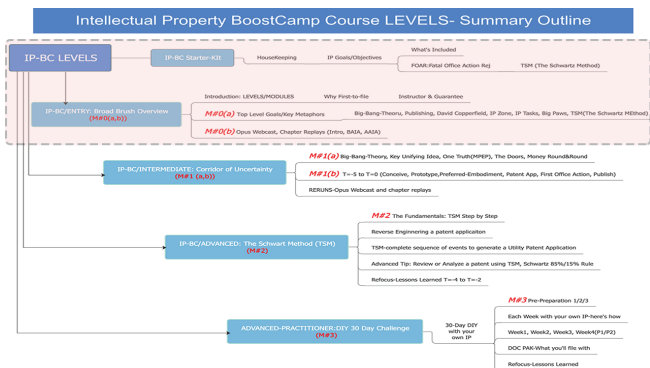 Intellectual Property BoostCamp Course LEVELS- Summary Outline
IP-BC LEVELS
IP-BC Starter-Kit
HouseKeeping
IP Goals/Objectives
What's Included
FOAR:Fatal Office Action Rej
TSM (The Schwartz Method)
IP-BC/ENTRY: Broad Brush Overview
(M#0(a,b))
Introduction: LEVELS/MODULES
Why First-to-file
Instructor & Guarantee
M#0(a) Top Level Goals/Key Metaphors
Big-Bang-Theoru, Publishing, David Copperfield, IP Zone, IP Tasks, Big Paws, TSM(The Schwartz MEthod)
M#0(b) Opus Webcast, Chapter Replays (Intro, BAIA, AAIA)
IP-BC/INTERMEDIATE: Corridor of Uncertainty
(M#1 (a,b))
M#1(a) Big-Bang-Theory, Key Unifying Idea, One Truth(MPEP), The Doors, Money Round&Round
M#1(b) T=-5 to T=0 (Conceive, Prototype,Preferred-Embodiment, Patent App, First Office Action, Publish)
RERUNS-Opus Webcast and chapter replays
IP-BC/ADVANCED: The Schwart Method (TSM)
(M#2)
M#2 The Fundamentals: TSM Step by Step
Reverse Enginnering a patent applicaiton
TSM-complete sequence of events to generate a Utility Patent Application
Advanced Tip: Review or Analyze a patent using TSM, Schwartz 85%/15% Rule
Refocus-Lessons Learned T=-4 to T=-2
ADVANCED-PRACTITIONER:DIY 30 Day Challenge
(M#3)
30-Day DIY
with your
own IP
M#3 Pre-Preparation 1/2/3
Each Week with your own IP-here's how
Week1, Week2, Week3, Week4(P1/P2)
DOC PAK-What you'll file with
Refocus-Lessons Learned